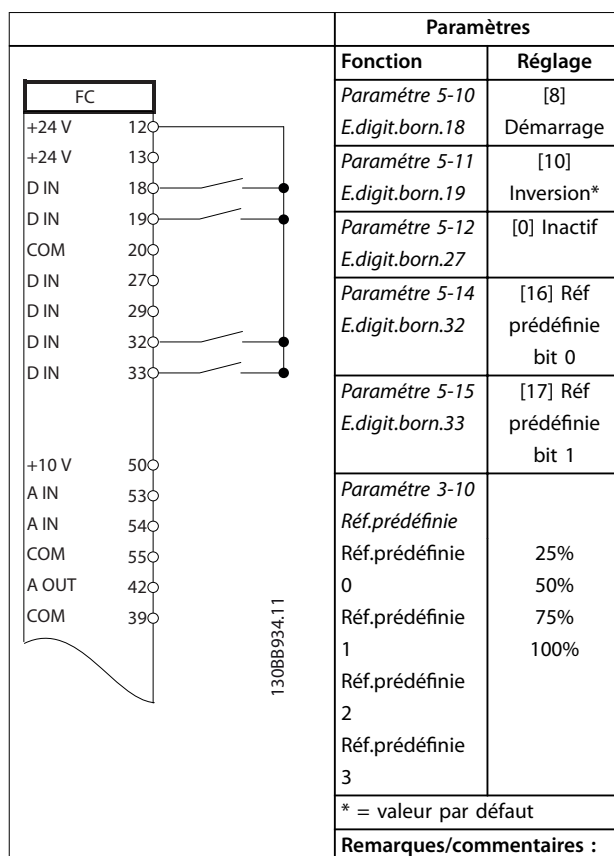 Paramètres
Fonction Réglage
FC
+24 V 12
+24 V 13
D IN 18
D IN 19
COM 20
D IN 27
D IN 29
D IN 32
D IN 33
+10 V 50
A IN 53
A IN 54
COM 55
A OUT 42
COM 39
130BB934.11
Paramétre 5-10 [8]
E.digit.born.18 Démarrage
Paramétre 5-11 [10]
E.digit.born.19 Inversion*
Paramétre 5-12 [0] Inactif
E.digit.born.27
Paramétre 5-14 [16] Réf
E.digit.born.32 prédéfinie
bit 0
Paramétre 5-15 [17] Réf
E.digit.born.33 prédéfinie
bit 1
Paramétre 3-10
Réf.prédéfinie
Réf.prédéfinie 25%
0 50%
Réf.prédéfinie 75%
1 100%
Réf.prédéfinie
2
Réf.prédéfinie
3
* = valeur par défaut
Remarques/commentaires :